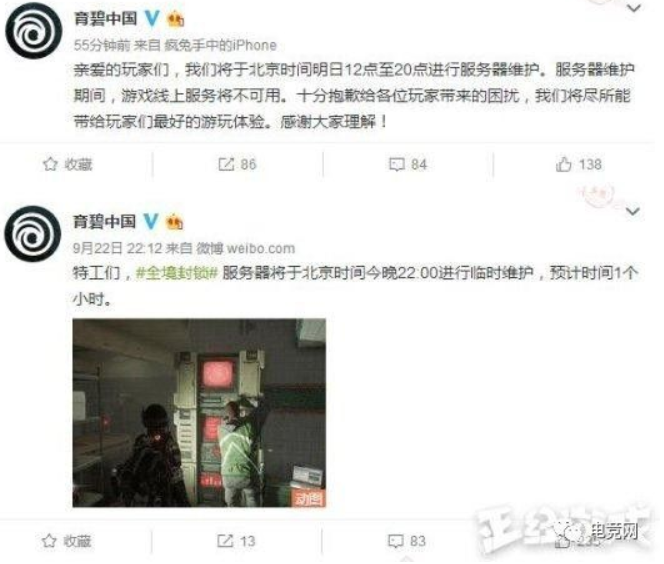 育碧中国
55分钟前 来自 疯兔手中的iPhone
亲爱的玩家们，我们将于北京时间明日12点至20点进行服务器维护。服务器维护
期间，游戏线上服务将不可用。十分抱歉给各位玩家带来的困扰，我们将尽所能
带给玩家们最好的游玩体验。感谢大家理解！
收藏 86 84 138
育碧中国
9月22日 22:12 来自 微博 weibo.com
特工们，#全境封锁# 服务器将于北京时间今晚22:00进行临时维护，预计时间1个
小时。
动图
收藏 13 83
正经游戏
电竞网